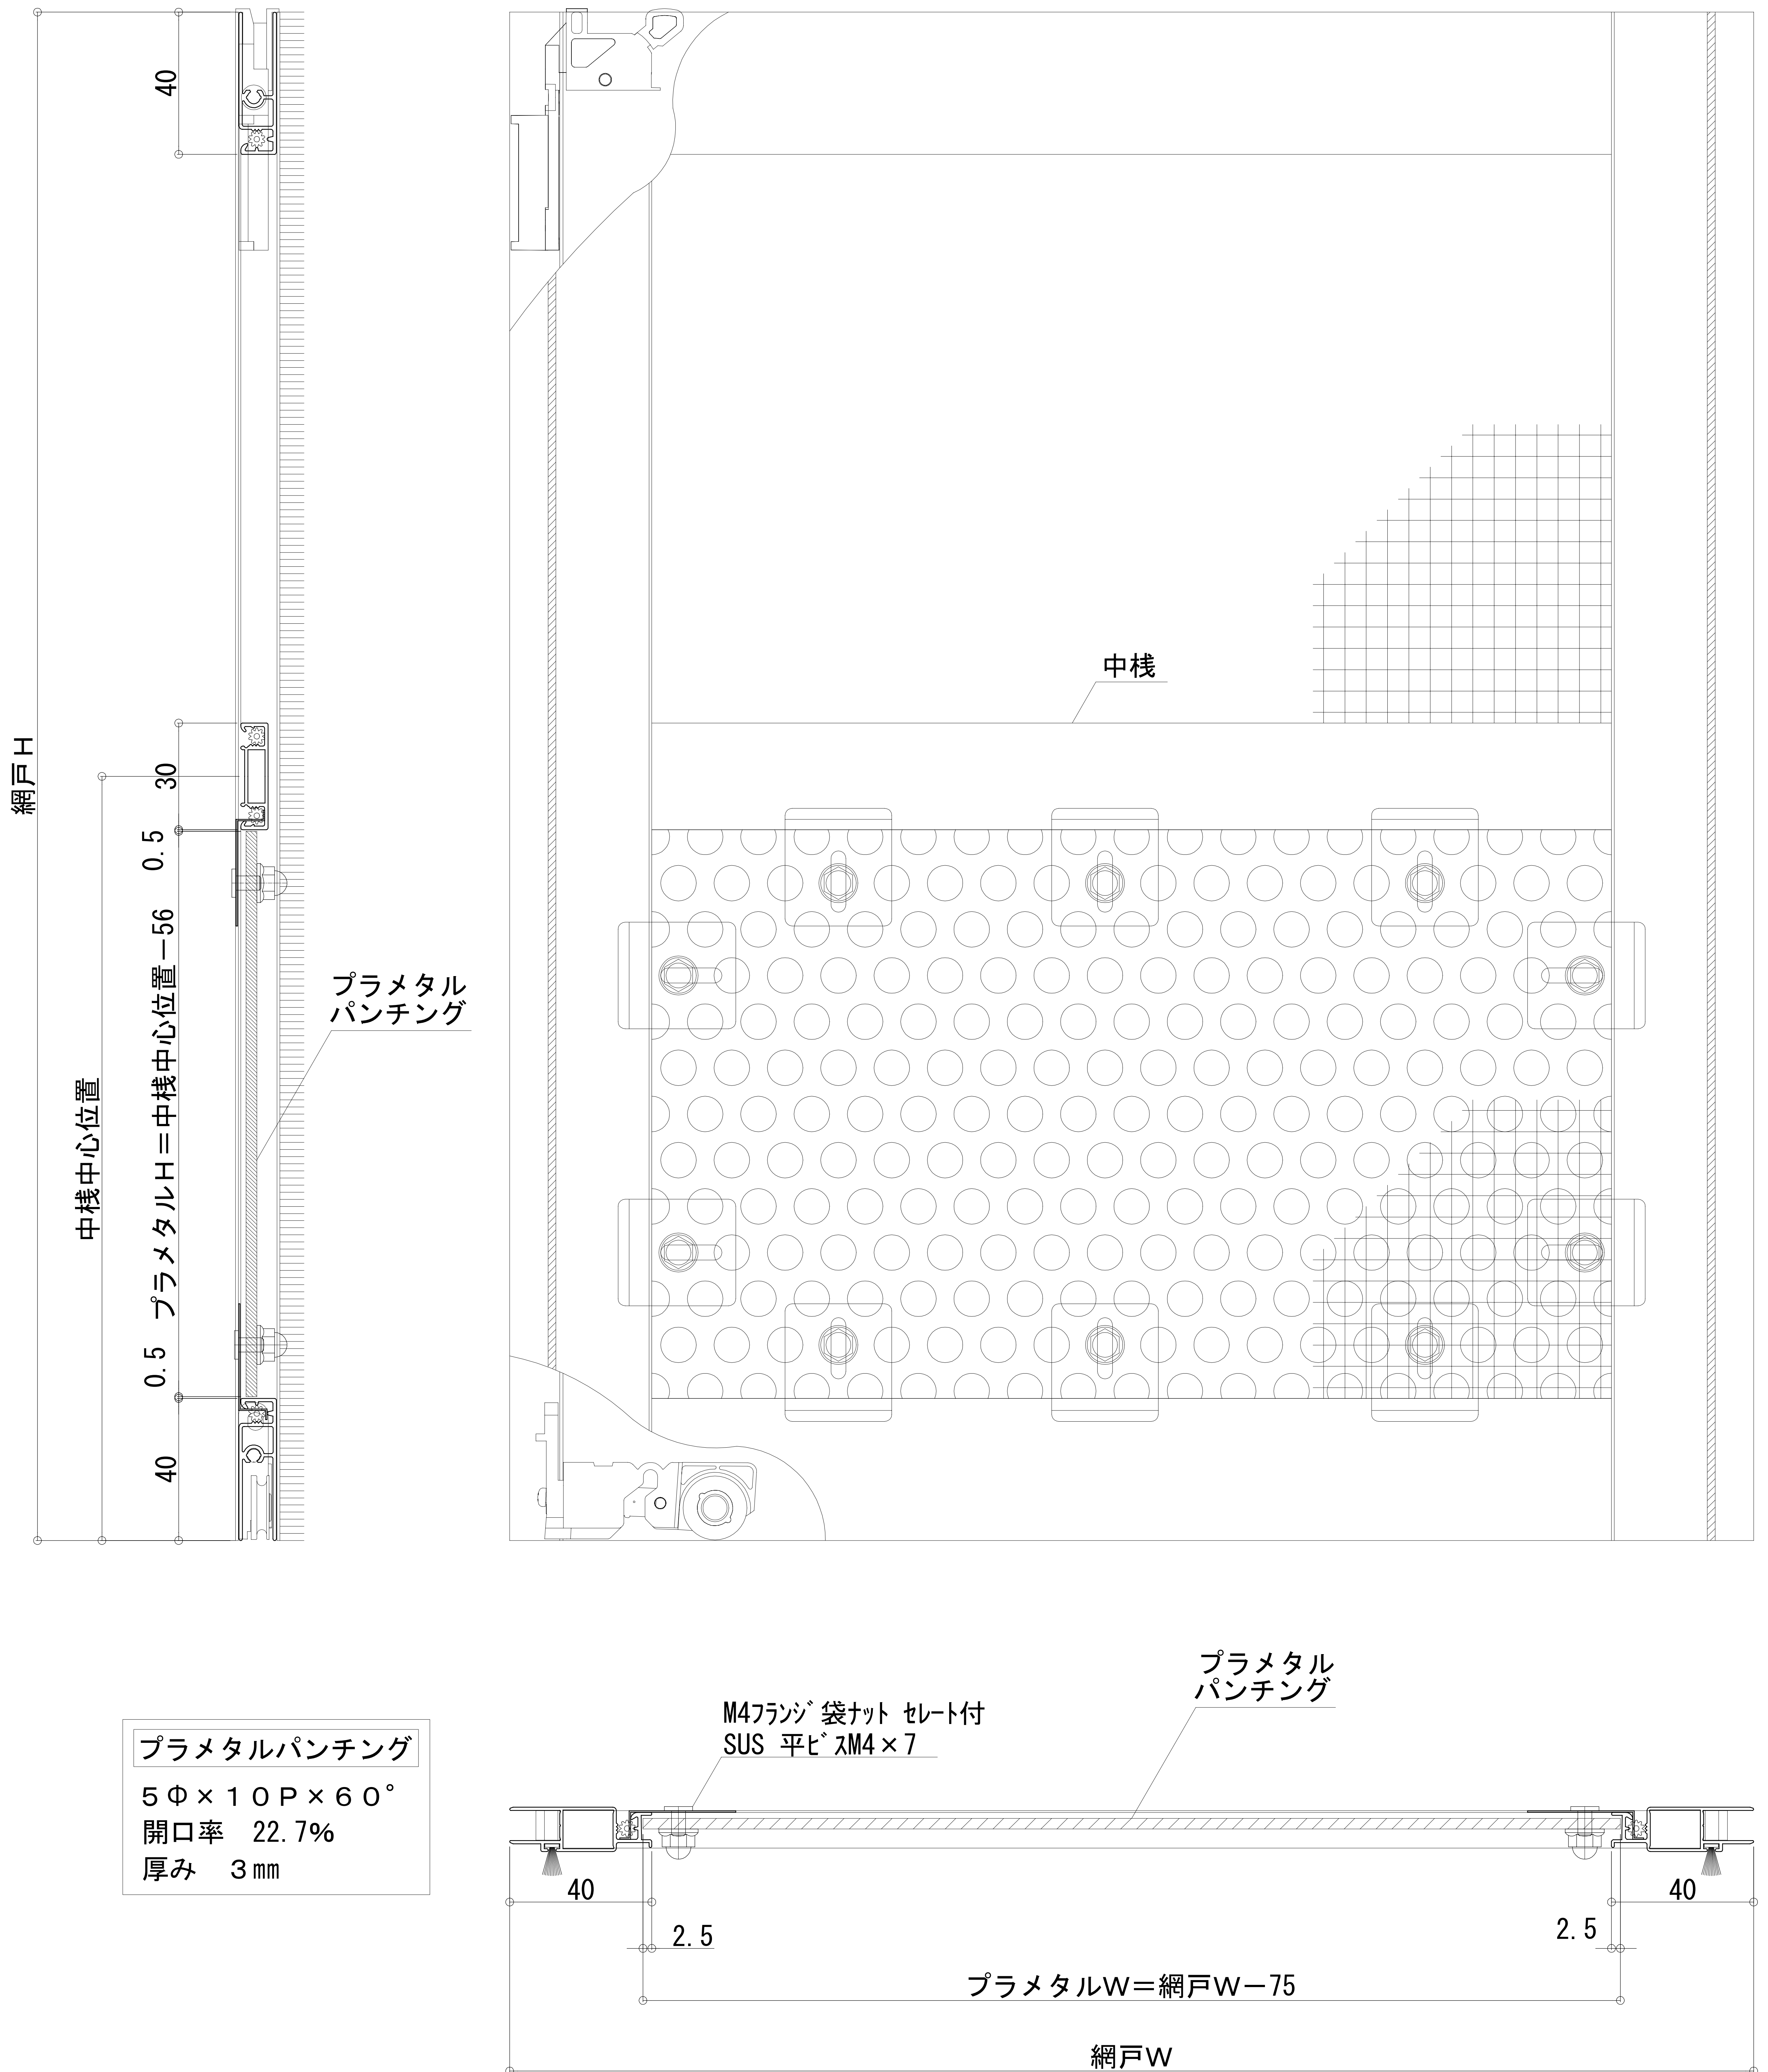 40
網戸H
30
0.5
中桟中心位置
プラメタルH=中桟中心位置-56
0.5
40
プラメタル
パンチング
中桟
プラメタルパンチング
5Φ×10P×60°
開口率 22.7%
厚み 3㎜
M4フランジ袋ナット セレート付
SUS 平ビスM4×7
プラメタル
パンチング
40
40
2.5
2.5
プラメタルW=網戸W-75
網戸W